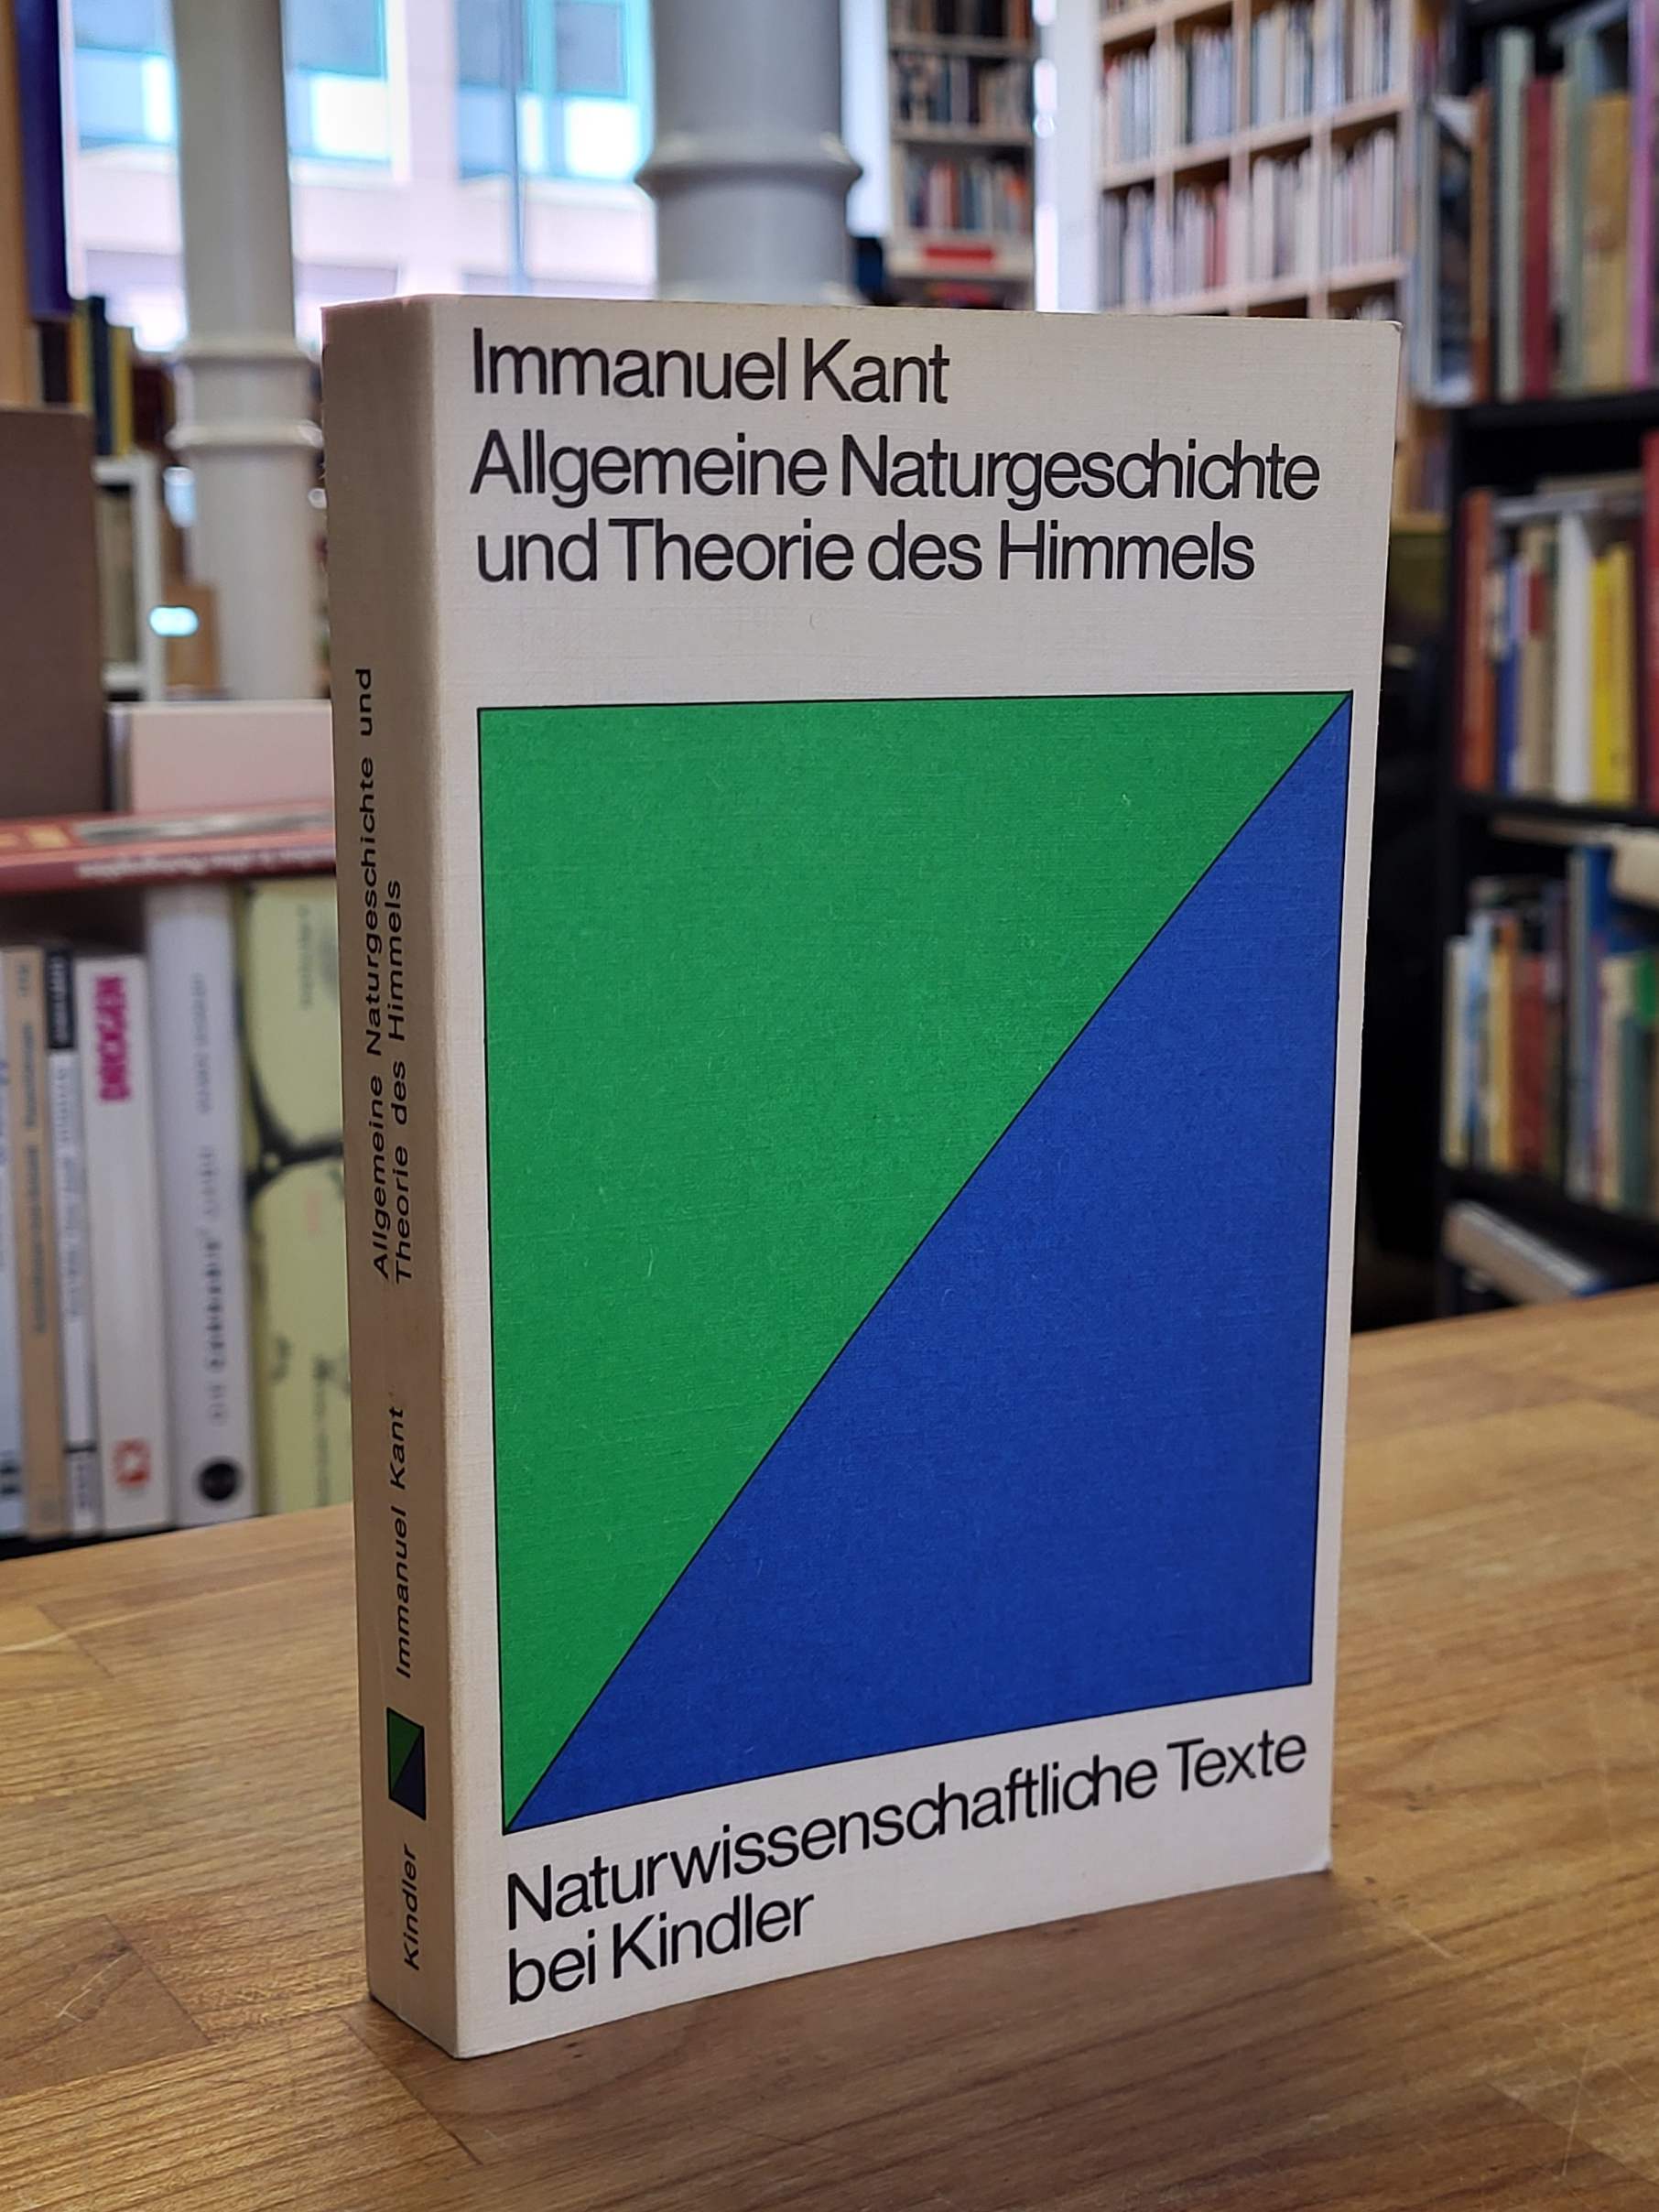 Immanuel Kant
Allgemeine Naturgeschichte
und Theorie des Himmels
Naturwissenschaftliche Texte
bei Kindler
Allgemeine Naturgeschichte und
Theorie des Himmels
Immanuel Kant
Kindler